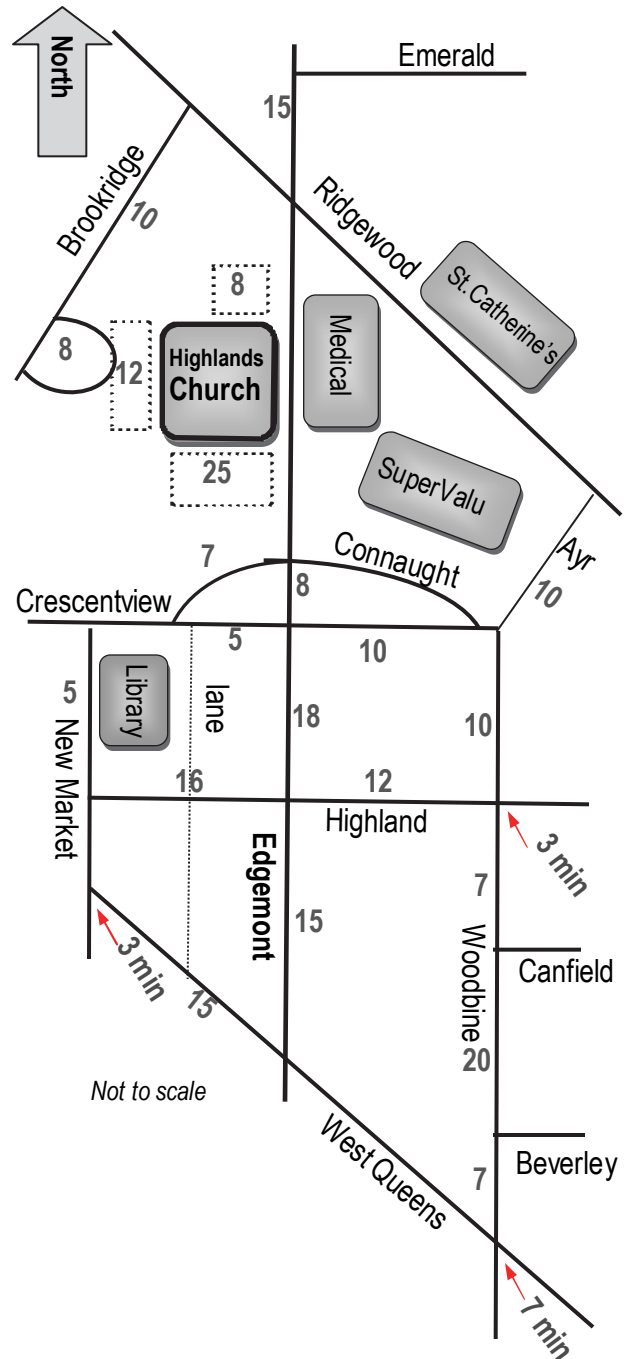 North
Emerald
15
Brookridge
10
Ridgewood
St.Catherine's
8
Medical
8
12
Highlands
Church
25
SuperValu
7
Connaught
Ayr
8
10
Crescentview
5
10
5
Library
lane
18
10
New Market
16
12
Highland
3 min
Edgemont
7
15
Woodbine
3 min
15
Canfield
20
Not to scale
West Queens
Beverley
7
7 min